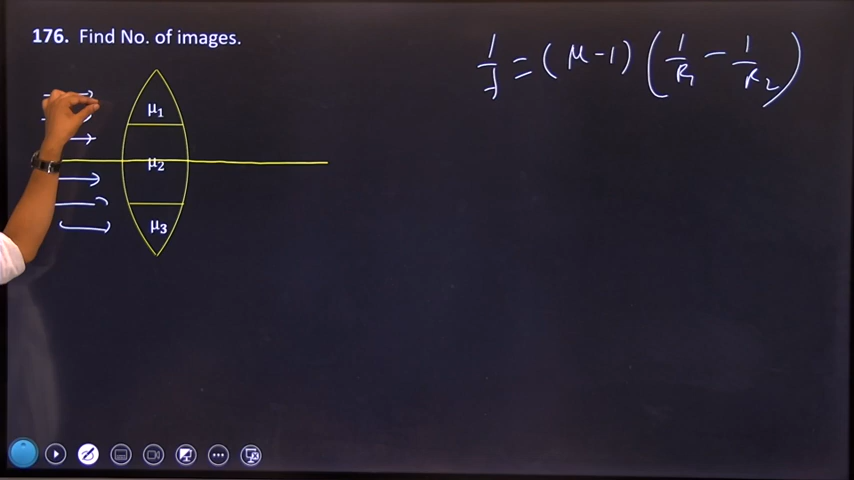 176. Find No. of images.
1/f = (μ-1) (1/R₁ - 1/R₂)
μ₁
μ₂
μ₃